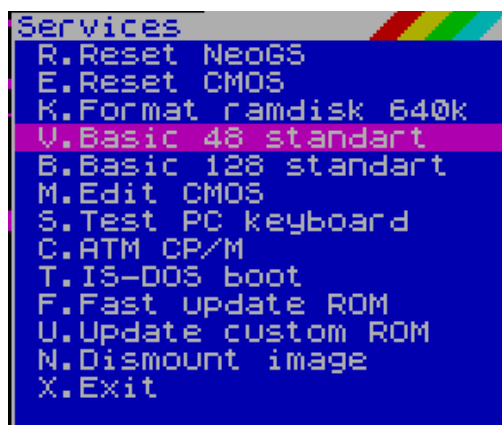 Services
R.Reset NeoGS
E.Reset CMOS
K.Format ramdisk 640k
V.Basic 48 standart
B.Basic 128 standart
M.Edit CMOS
S.Test PC keyboard
C.ATM CP/M
T.IS-DOS boot
F.Fast update ROM
U.Update custom ROM
N.Dismount image
X.Exit